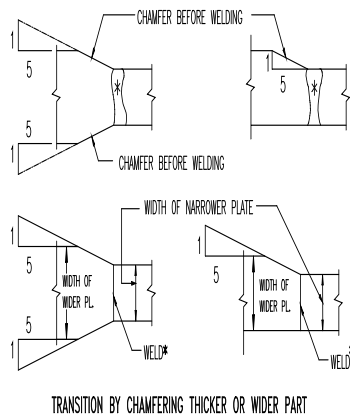 CHAMFER BEFORE WELDING
1
5
*
1
5
5
1
CHAMFER BEFORE WELDING
WIDTH OF NARROWER PLATE
1
5
WIDTH OF
WIDER PL.
5
1
WELD*
1
5
WIDTH OF
WIDER PL.
WELD
TRANSITION BY CHAMFERING THICKER OR WIDER PART